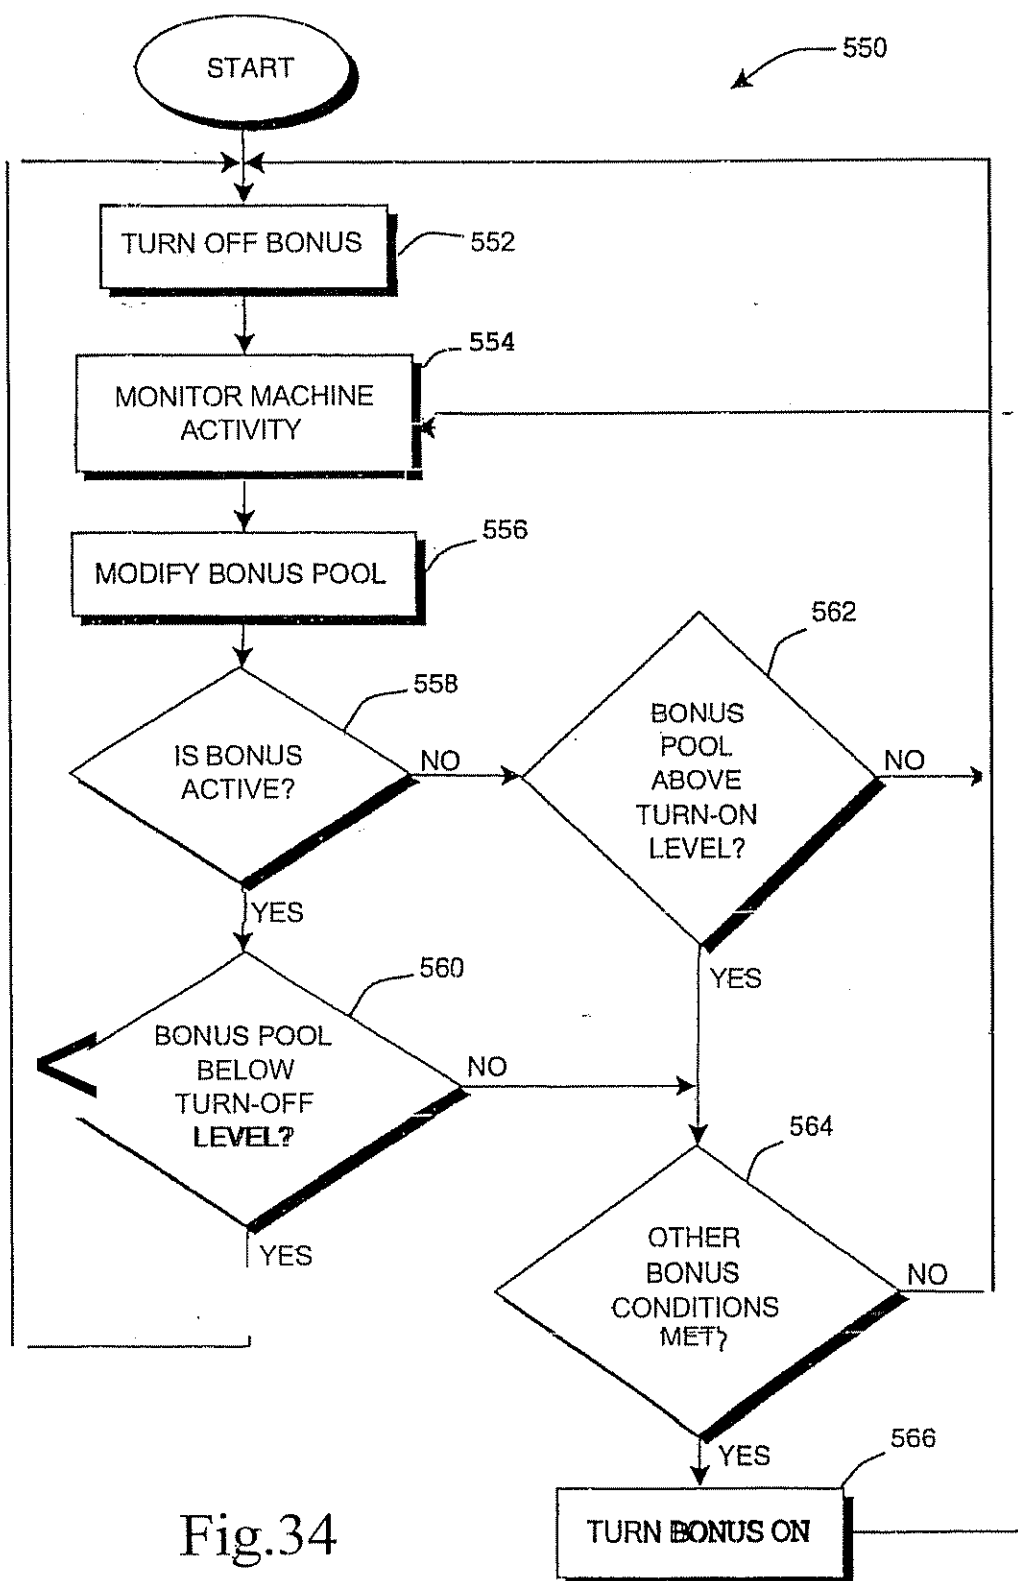 START
550
TURN OFF BONUS
552
554
MONITOR MACHINE
ACTIVITY
556
MODIFY BONUS POOL
562
558
BONUS
POOL
ABOVE
TURN-ON
LEVEL?
IS BONUS
ACTIVE?
NO
NO
YES
YES
560
BONUS POOL
BELOW
TURN-OFF
LEVEL?
NO
YES
564
OTHER
BONUS
CONDITIONS
MET?
NO
YES
566
TURN BONUS ON
Fig.34